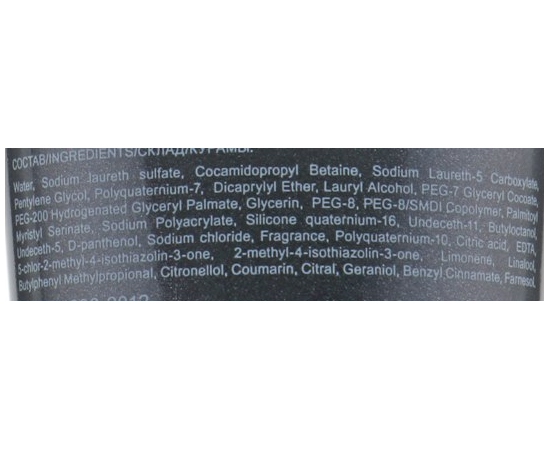 СОСТАВ/INGREDIENTS/СКЛАД/ҚҰРАМЫ:
Water, Sodium laureth sulfate, Cocamidopropyl Betaine, Sodium Laureth-5 Carboxylate,
Pentylene Glycol, Polyquaternium-7, Dicaprylyl Ether, Lauryl Alcohol, PEG-7 Glyceryl Cocoate,
PEG-200 Hydrogenated Glyceryl Palmate, Glycerin, PEG-8, PEG-8/SMDI Copolymer, Palmitoyl
Myristyl Serinate, Sodium Polyacrylate, Silicone quaternium-16, Undeceth-11, Butyloctanol,
Undeceth-5, D-panthenol, Sodium chloride, Fragrance, Polyquaternium-10, Citric acid, EDTA,
5-chlor-2-methyl-4-isothiazolin-3-one, 2-methyl-4-isothiazolin-3-one, Limonene, Linalool,
Butylphenyl Methylpropional, Citronellol, Coumarin, Citral, Geraniol, Benzyl Cinnamate, Farnesol,